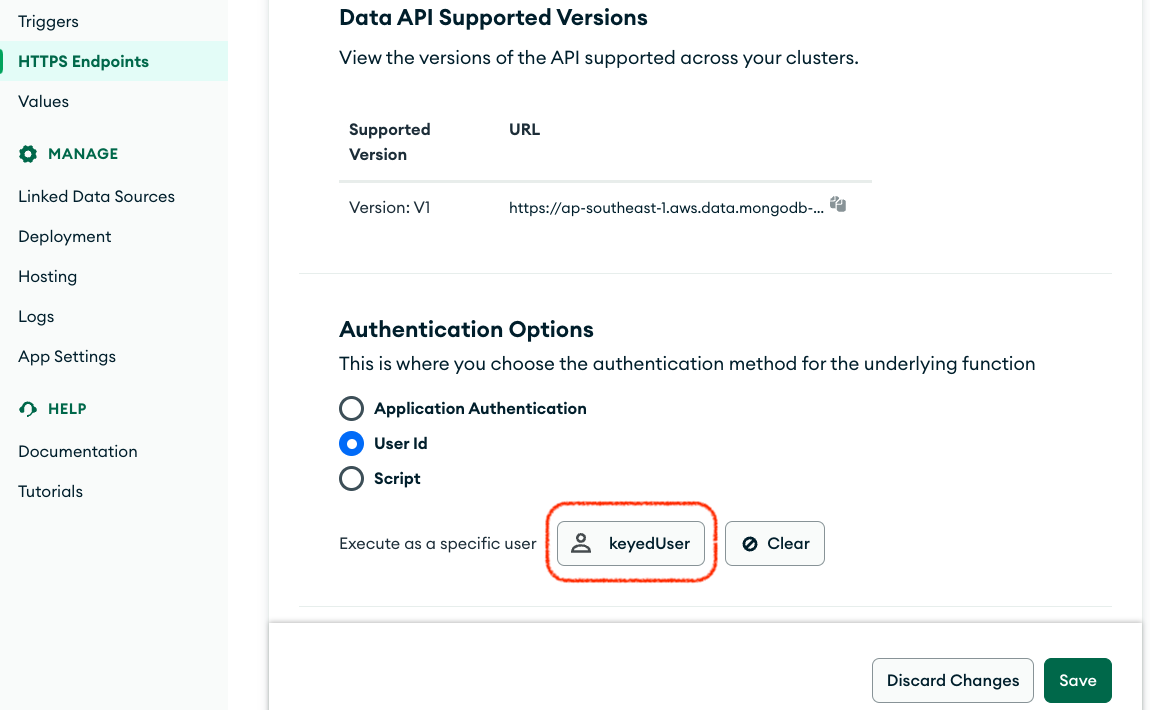 Triggers
HTTPS Endpoints
Values
MANAGE
Linked Data Sources
Deployment
Hosting
Logs
App Settings
HELP
Documentation
Tutorials
Data API Supported Versions
View the versions of the API supported across your clusters.
Supported
Version
URL
Version: V1
https://ap-southeast-1.aws.data.mongodb-...
Authentication Options
This is where you choose the authentication method for the underlying function
Application Authentication
User Id
Script
Execute as a specific user
keyedUser
Clear
Discard Changes
Save